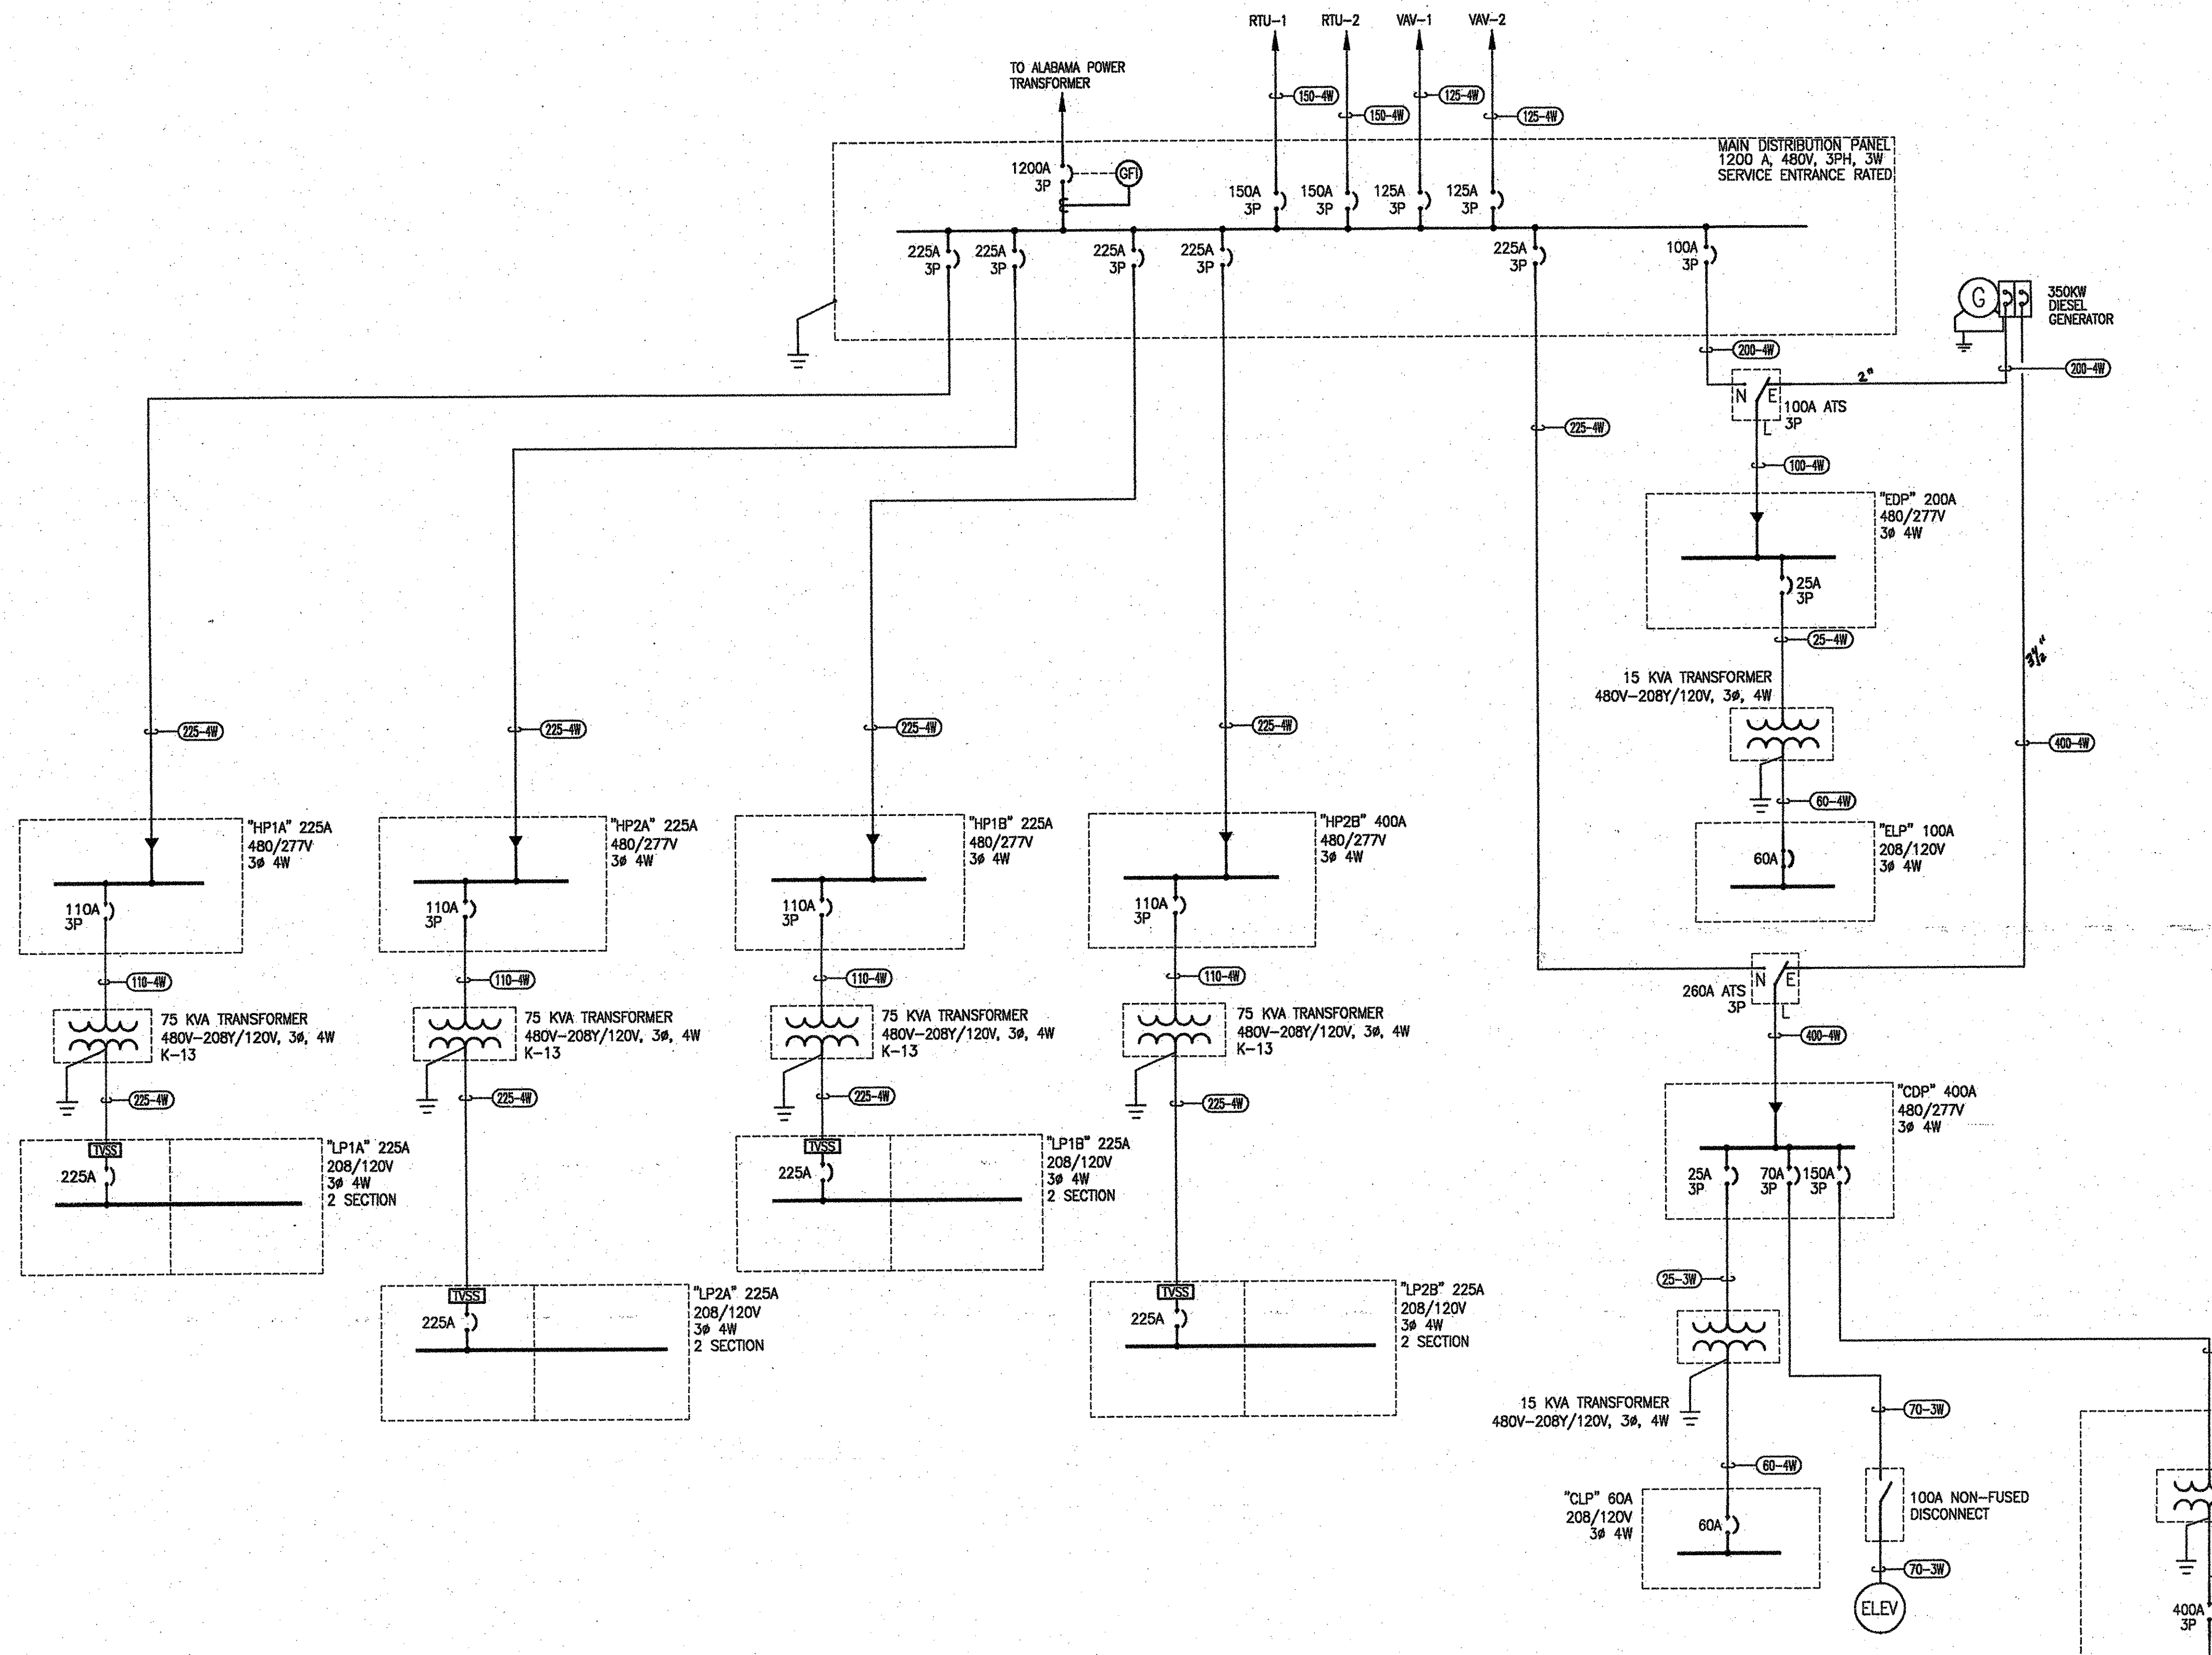 RTU-1
RTU-2
VAV-1
VAV-2
TO ALABAMA POWER
TRANSFORMER
150-4W
150-4W
125-4W
125-4W
MAIN DISTRIBUTION PANEL
1200 A, 480V, 3PH, 3W
SERVICE ENTRANCE RATED
1200A
3P
GFI
150A
3P
150A
3P
125A
3P
125A
3P
225A
3P
225A
3P
225A
3P
225A
3P
225A
3P
100A
3P
G
350KW
DIESEL
GENERATOR
200-4W
200-4W
2"
N
E
L
100A ATS
3P
225-4W
100-4W
"EDP" 200A
480/277V
3ø 4W
25A
3P
25-4W
3½"
15 KVA TRANSFORMER
480V-208Y/120V, 3ø, 4W
400-4W
60-4W
"ELP" 100A
208/120V
3ø 4W
60A
225-4W
225-4W
225-4W
225-4W
"HP1A" 225A
480/277V
3ø 4W
110A
3P
"HP2A" 225A
480/277V
3ø 4W
110A
3P
"HP1B" 225A
480/277V
3ø 4W
110A
3P
"HP2B" 400A
480/277V
3ø 4W
110A
3P
110-4W
110-4W
110-4W
110-4W
75 KVA TRANSFORMER
480V-208Y/120V, 3ø, 4W
K-13
75 KVA TRANSFORMER
480V-208Y/120V, 3ø, 4W
K-13
75 KVA TRANSFORMER
480V-208Y/120V, 3ø, 4W
K-13
75 KVA TRANSFORMER
480V-208Y/120V, 3ø, 4W
K-13
225-4W
225-4W
225-4W
225-4W
TVSS
225A
"LP1A" 225A
208/120V
3ø 4W
2 SECTION
TVSS
225A
"LP2A" 225A
208/120V
3ø 4W
2 SECTION
TVSS
225A
"LP1B" 225A
208/120V
3ø 4W
2 SECTION
TVSS
225A
"LP2B" 225A
208/120V
3ø 4W
2 SECTION
N
E
L
260A ATS
3P
400-4W
"CDP" 400A
480/277V
3ø 4W
25A
3P
70A
3P
150A
3P
25-3W
15 KVA TRANSFORMER
480V-208Y/120V, 3ø, 4W
70-3W
60-4W
"CLP" 60A
208/120V
3ø 4W
60A
100A NON-FUSED
DISCONNECT
70-3W
ELEV
400A
3P